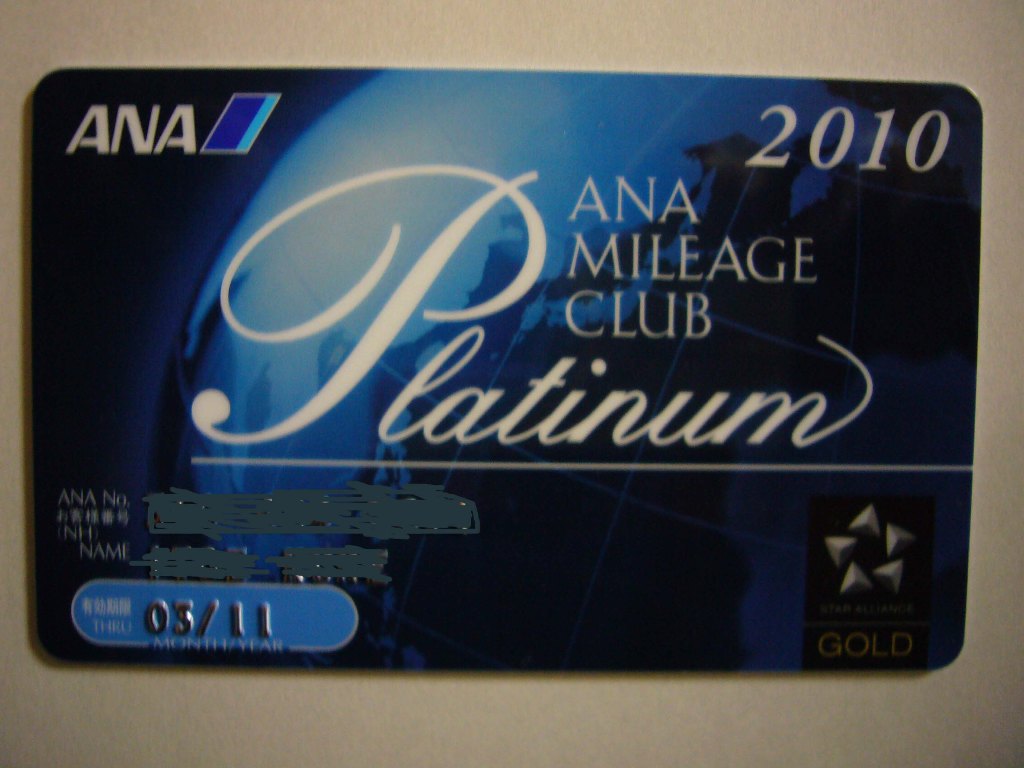 ANA
2010
ANA
MILEAGE
CLUB
Platinum
ANA No.
お客様番号
(NH)
NAME
有効期限
THRU
03/11
MONTH/YEAR
STAR ALLIANCE
GOLD